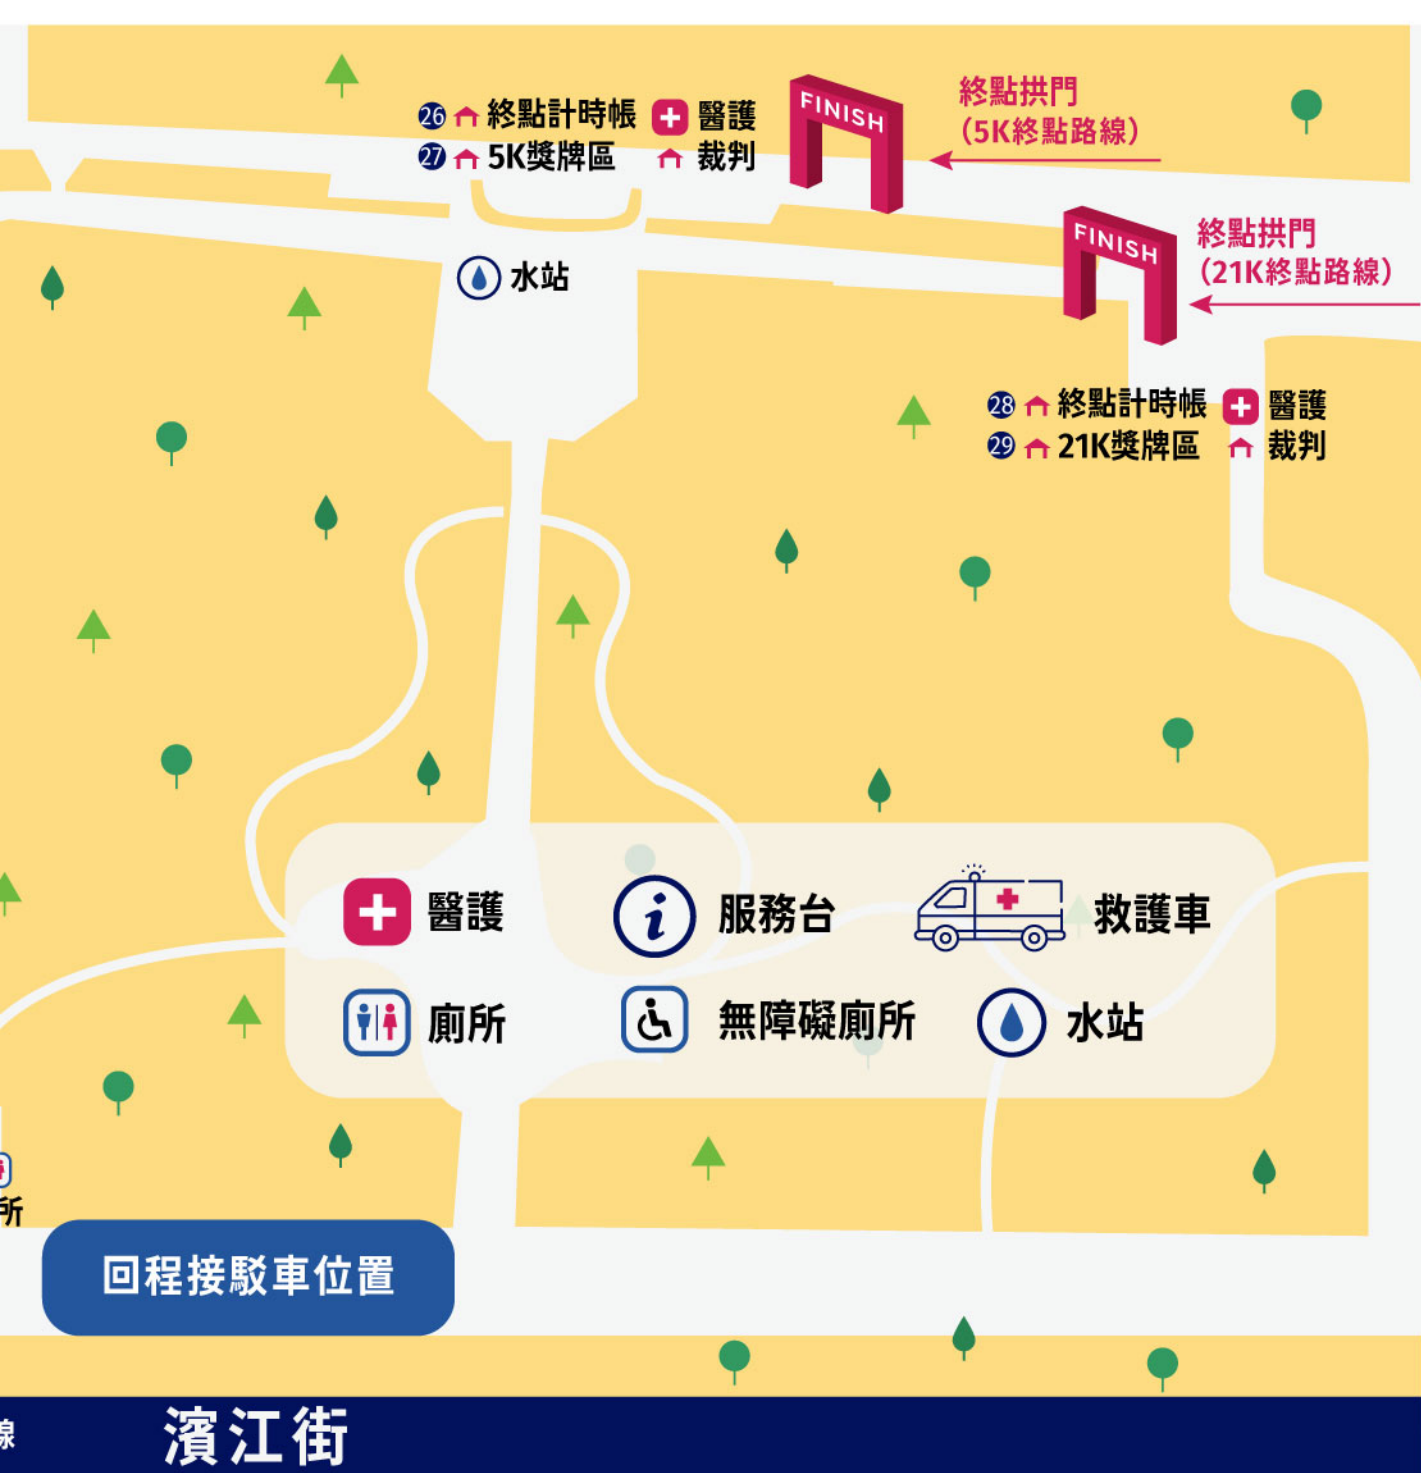 ㉖ 終點計時帳 醫護
㉗ 5K獎牌區 裁判
FINISH
終點拱門
(5K終點路線)
FINISH
終點拱門
(21K終點路線)
水站
㉘ 終點計時帳 醫護
㉙ 21K獎牌區 裁判
醫護 服務台 救護車
廁所 無障礙廁所 水站
所
回程接駁車位置
線 濱江街